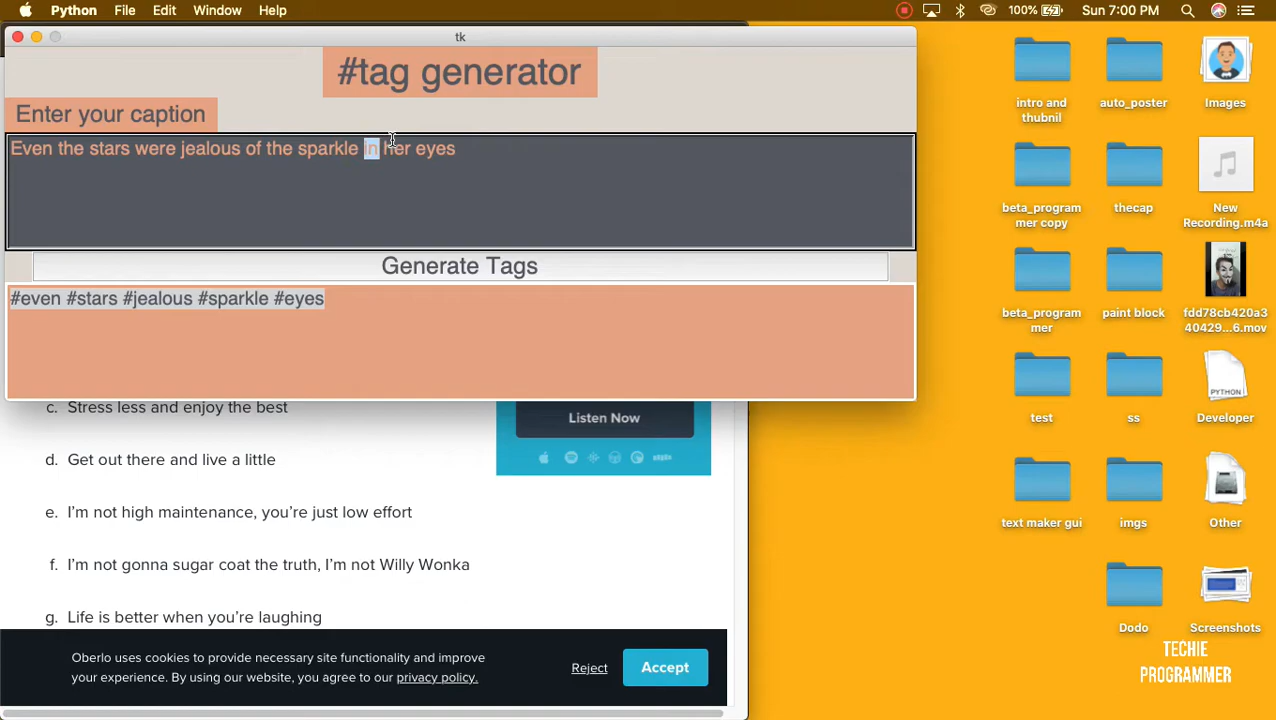 Python File Edit View Window Help 100% Sun 7:00 PM
tk
#tag generator
Enter your caption
Even the stars were jealous of the sparkle in her eyes
Generate Tags
#even #stars #jealous #sparkle #eyes
c. Stress less and enjoy the best
Listen Now
d. Get out there and live a little
e. I'm not high maintenance, you're just low effort
f. I'm not gonna sugar coat the truth, I'm not Willy Wonka
g. Life is better when you're laughing
Oberlo uses cookies to provide necessary site functionality and improve
your experience. By using our website, you agree to our privacy policy.
Reject
Accept
intro and
thubnil
auto_poster
Images
beta_program
mer copy
thecap
New
Recording.m4a
beta_program
mer
paint block
fdd78cb420a3
40429...6.mov
PYTHON
test
ss
Developer
text maker gui
imgs
Other
Dodo
Screenshots
TECHIE
PROGRAMMER